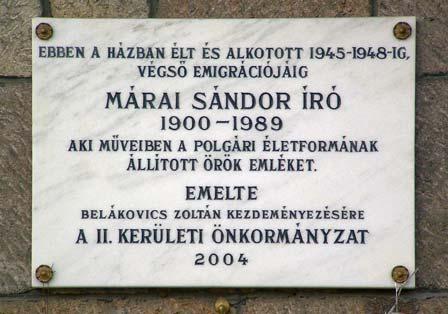 EBBEN A HÁZBAN ÉLT ÉS ALKOTOTT 1945-1948-IG,
VÉGSŐ EMIGRÁCIÓJÁIG
MÁRAI SÁNDOR ÍRÓ
1900-1989
AKI MŰVEIBEN A POLGÁRI ÉLETFORMÁNAK
ÁLLÍTOTT ÖRÖK EMLÉKET.
EMELTE
BELÁKOVICS ZOLTÁN KEZDEMÉNYEZÉSÉRE
A II. KERÜLETI ÖNKORMÁNYZAT
2004